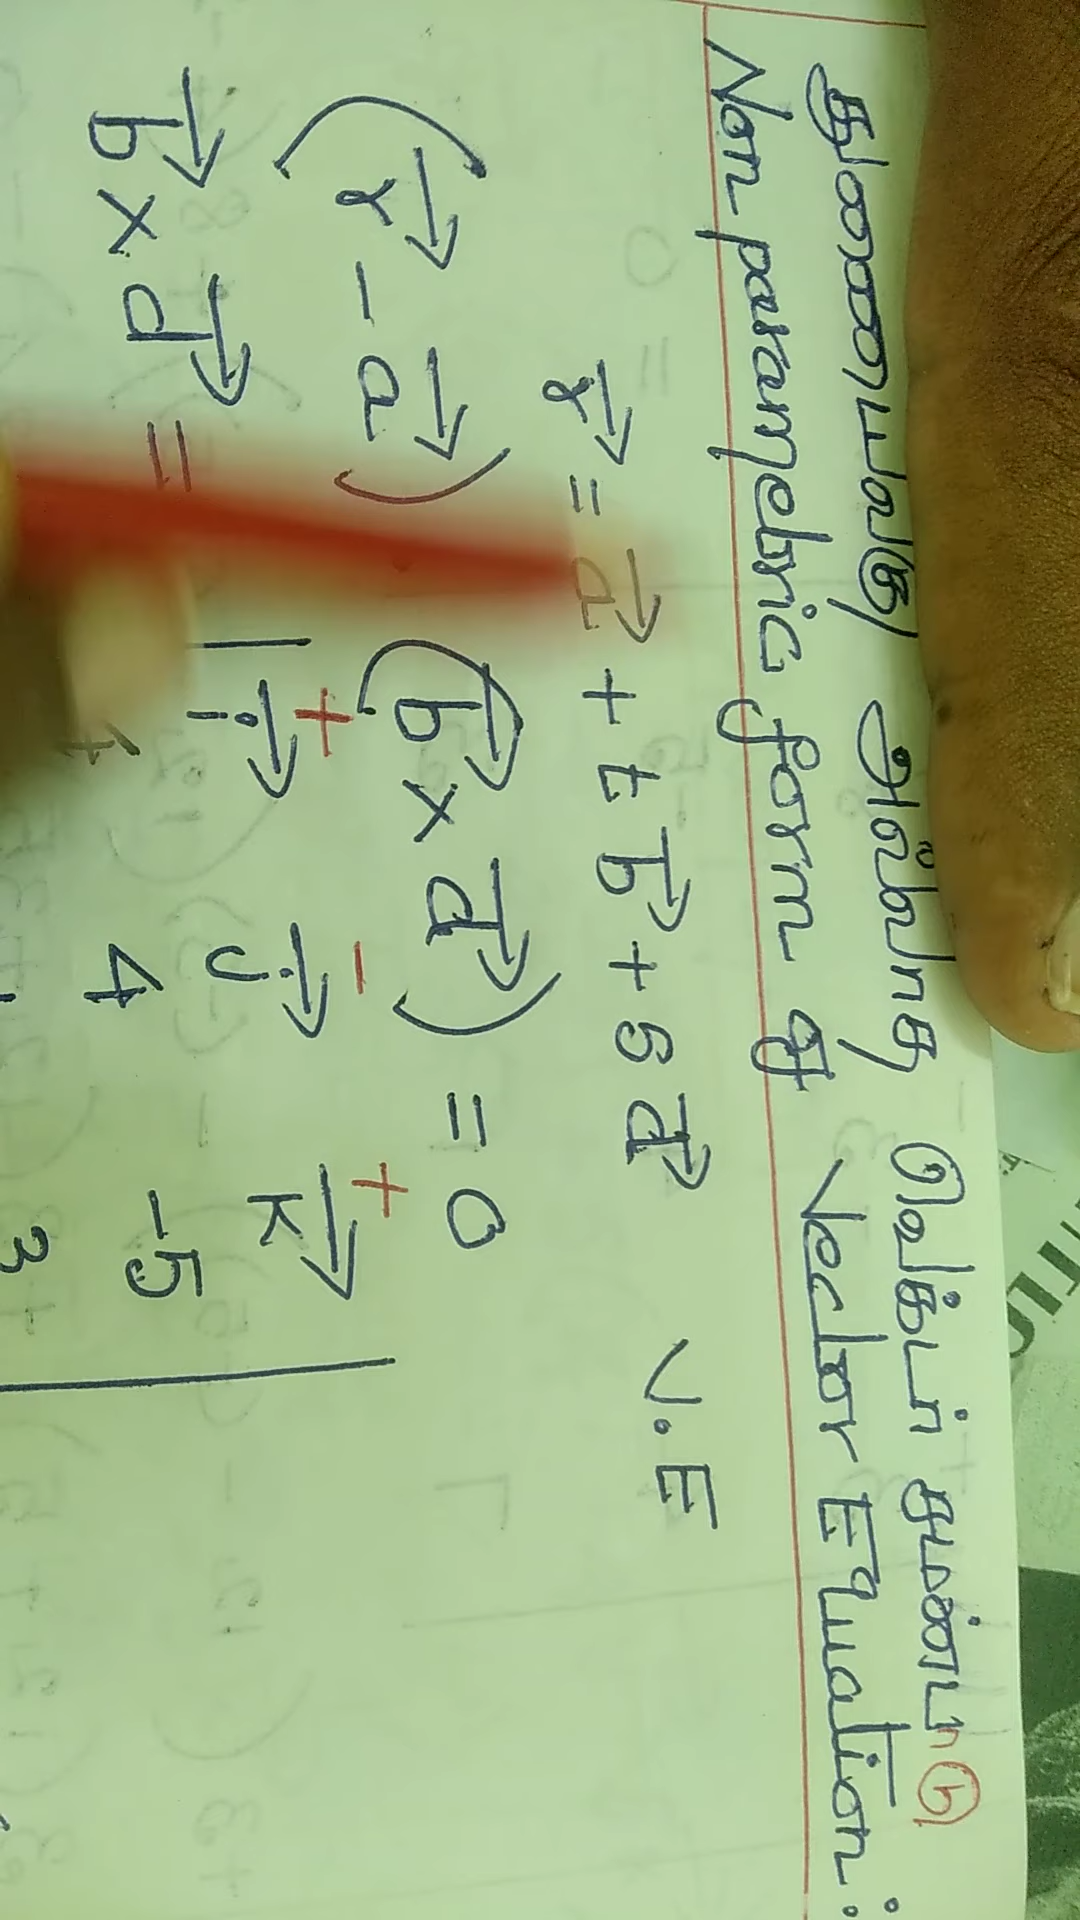 துணையலகு அல்லாத வெக்டர் சமன்பா (b)
Non-parametric form of Vector Equation:
r⃗ = a⃗ + t b⃗ + s d⃗ V.E
(r⃗ - a⃗) (b⃗ × d⃗) = 0
+ - +
b⃗ × d⃗ = | i⃗ j⃗ k⃗ |
4 -5
3